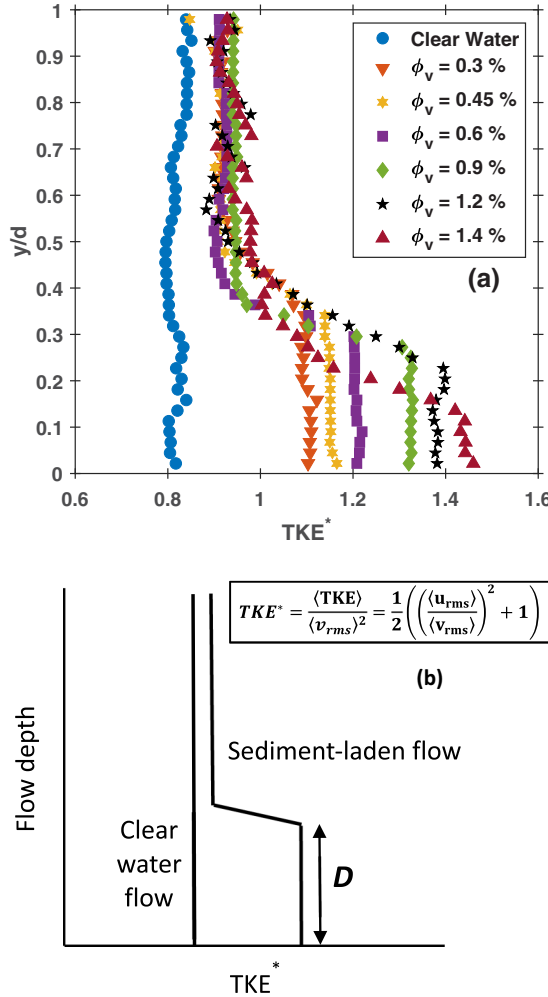 1
0.9
0.8
0.7
0.6
0.5
0.4
0.3
0.2
0.1
0
y/d
Clear Water
ϕv = 0.3 %
ϕv = 0.45 %
ϕv = 0.6 %
ϕv = 0.9 %
ϕv = 1.2 %
ϕv = 1.4 %
(a)
0.6 0.8 1 1.2 1.4 1.6
TKE*
TKE* = ⟨TKE⟩/⟨v_rms⟩² = 1/2 ((⟨u_rms⟩/⟨v_rms⟩)² + 1)
(b)
Flow depth
Sediment-laden flow
Clear
water
flow
D
TKE*